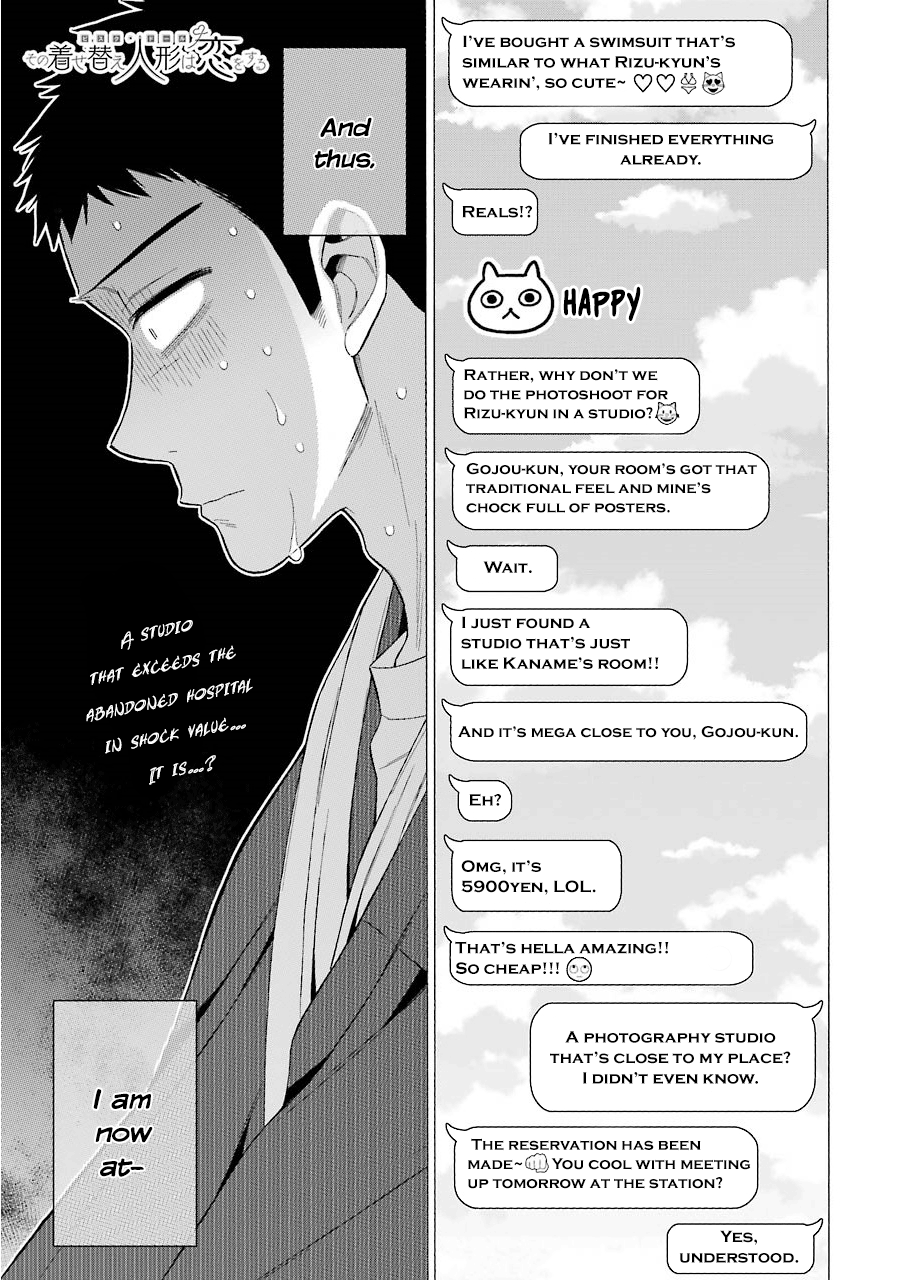 I'VE BOUGHT A SWIMSUIT THAT'S
SIMILAR TO WHAT RIZU-KYUN'S
WEARIN', SO CUTE~ ♡♡👙😻
I'VE FINISHED EVERYTHING
ALREADY.
REALS!?
HAPPY
RATHER, WHY DON'T WE
DO THE PHOTOSHOOT FOR
RIZU-KYUN IN A STUDIO?
GOJOU-KUN, YOUR ROOM'S GOT THAT
TRADITIONAL FEEL AND MINE'S
CHOCK FULL OF POSTERS.
WAIT.
I JUST FOUND A
STUDIO THAT'S JUST
LIKE KANAME'S ROOM!!
AND IT'S MEGA CLOSE TO YOU, GOJOU-KUN.
EH?
OMG, IT'S
5900YEN, LOL.
THAT'S HELLA AMAZING!!
SO CHEAP!!! 🙄
A PHOTOGRAPHY STUDIO
THAT'S CLOSE TO MY PLACE?
I DIDN'T EVEN KNOW.
THE RESERVATION HAS BEEN
MADE~👊 YOU COOL WITH MEETING
UP TOMORROW AT THE STATION?
YES,
UNDERSTOOD.
ビスク・ドール
その着せ替え人形は恋をする
And
thus,
A STUDIO
THAT EXCEEDS THE
ABANDONED HOSPITAL
IN SHOCK VALUE...
IT IS...?
I am
now
at-